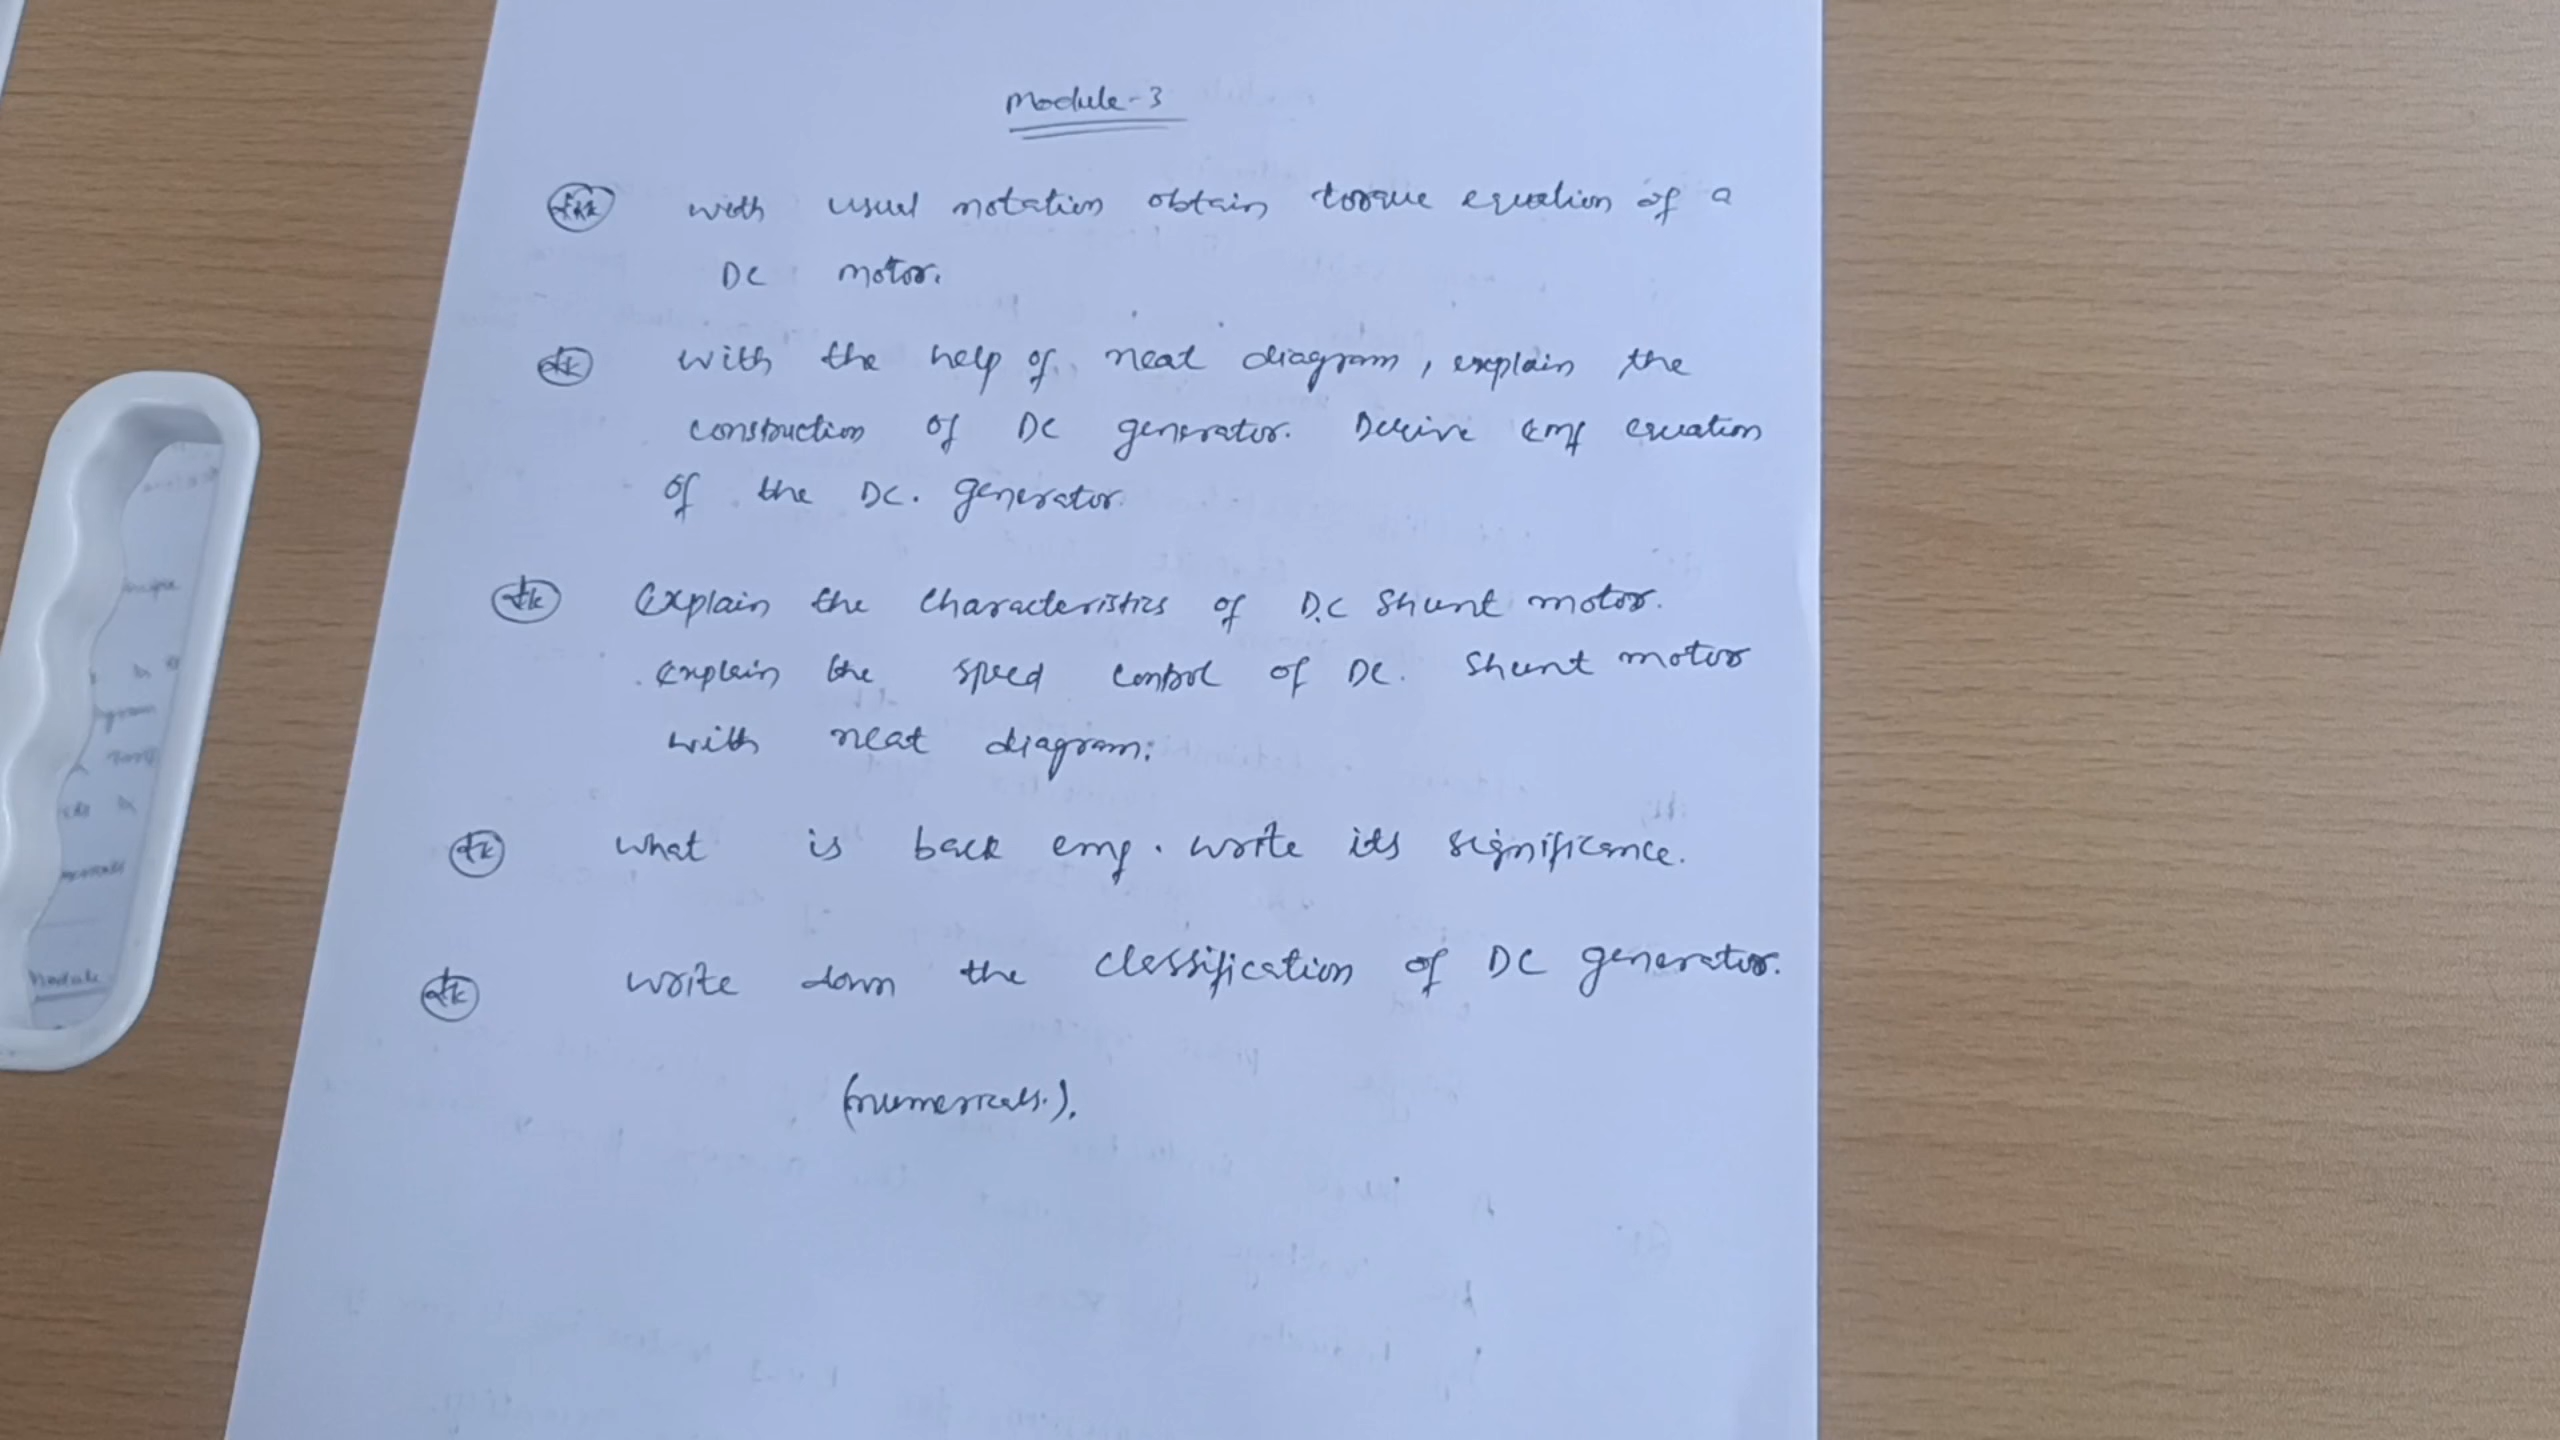 Module-3
with usual notation obtain torque equation of a
DC motor.
with the help of neat diagram, explain the
construction of DC generator. Derive emf equation
of the DC. generator.
Explain the characteristics of D.C shunt motor.
explain the speed control of DC. shunt motor
with neat diagram.
what is back emf. write its significance.
write down the classification of DC generator.
(numericals.).
Module